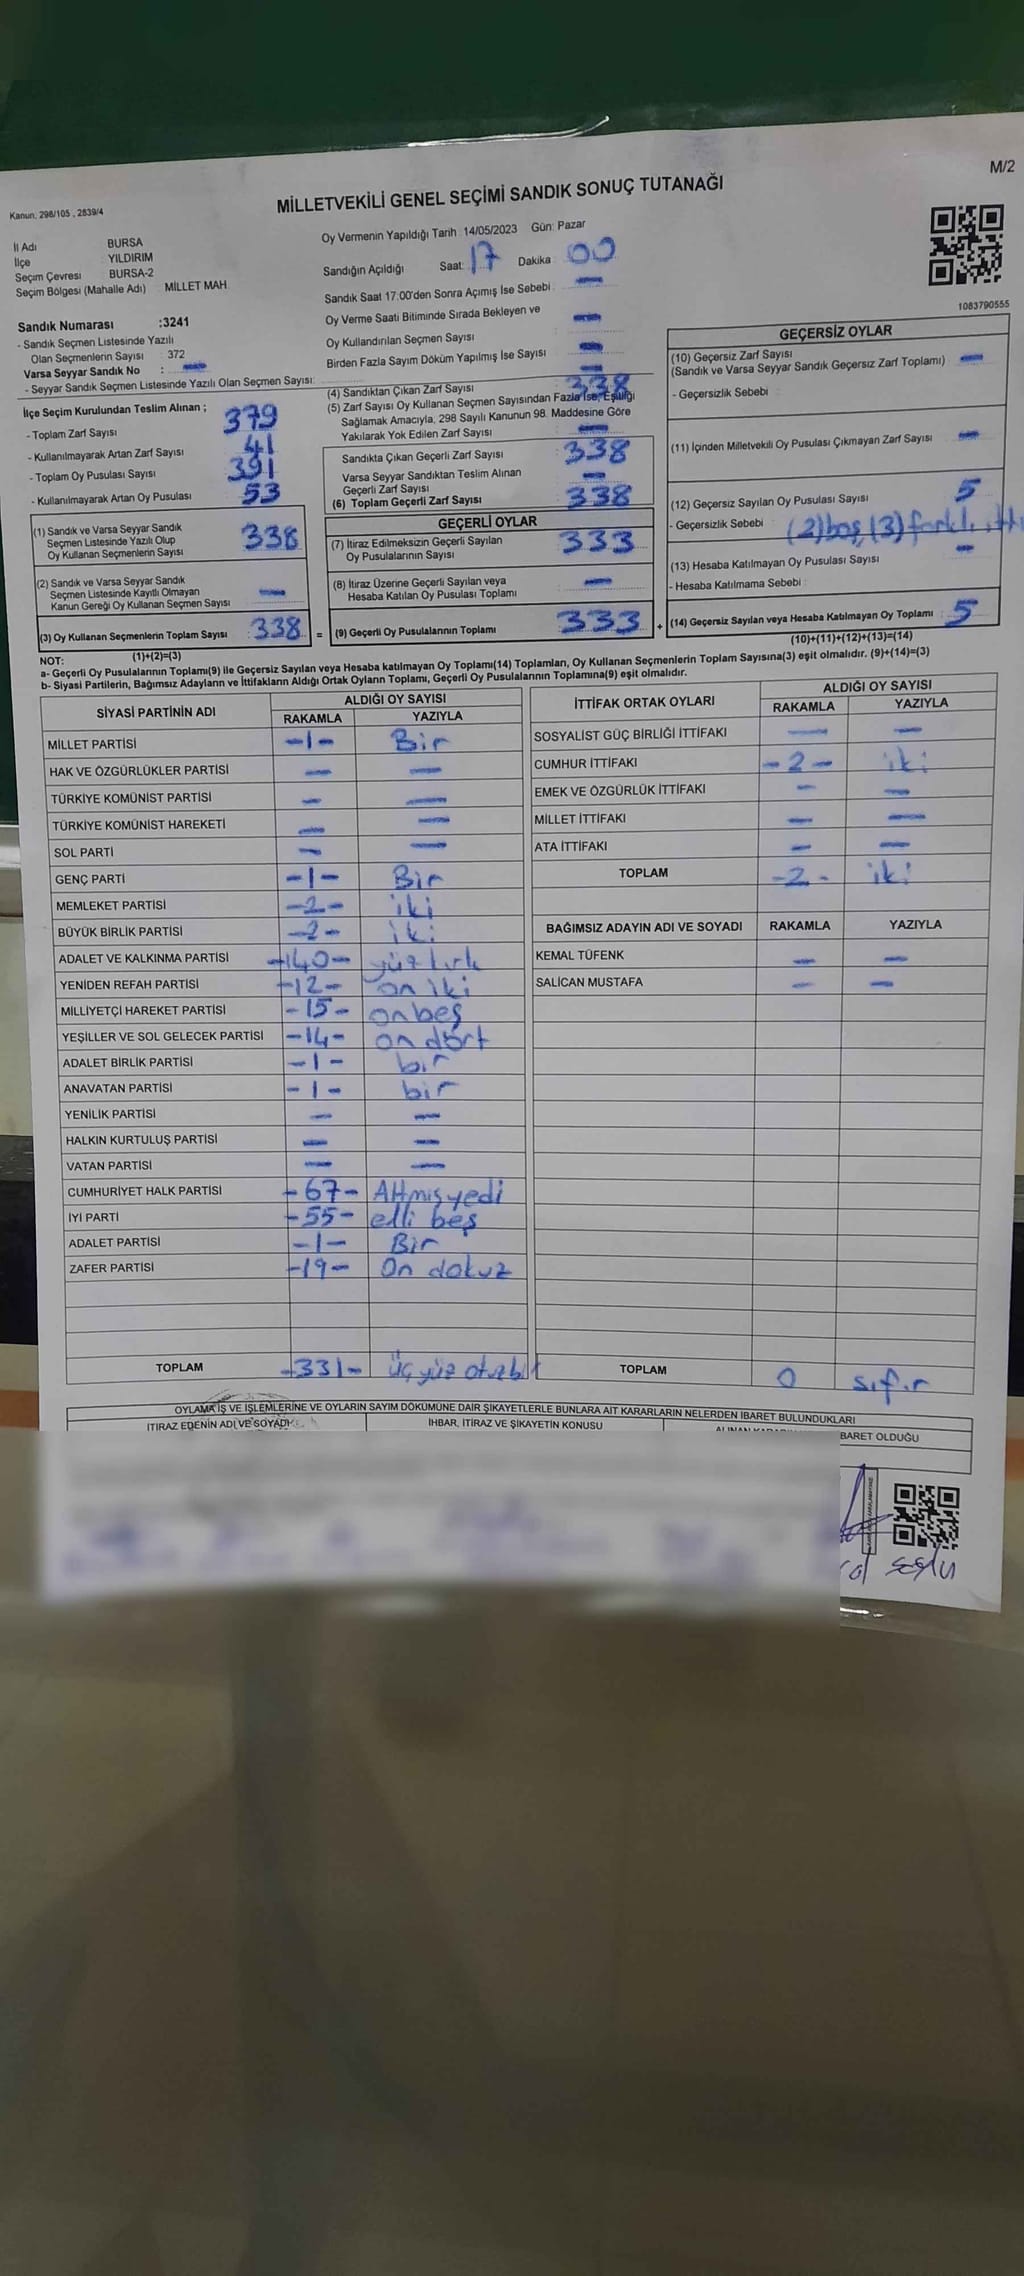 M/2
MİLLETVEKİLİ GENEL SEÇİMİ SANDIK SONUÇ TUTANAĞI
Kanun, 298/105 , 2839/4
İl Adı BURSA
İlçe YILDIRIM
Seçim Çevresi BURSA-2
Seçim Bölgesi (Mahalle Adı) MİLLET MAH.
Sandık Numarası :3241
- Sandık Seçmen Listesinde Yazılı
Olan Seçmenlerin Sayısı : 372
Varsa Seyyar Sandık No : —
- Seyyar Sandık Seçmen Listesinde Yazılı Olan Seçmen Sayısı:
Oy Vermenin Yapıldığı Tarih : 14/05/2023 Gün: Pazar
Sandığın Açıldığı Saat: 17 Dakika : 00
Sandık Saat 17:00'den Sonra Açımış İse Sebebi : —
Oy Verme Saati Bitiminde Sırada Bekleyen ve
Oy Kullandırılan Seçmen Sayısı : —
Birden Fazla Sayım Döküm Yapılmış İse Sayısı : —
1083790555
İlçe Seçim Kurulundan Teslim Alınan ;
- Toplam Zarf Sayısı 379
- Kullanılmayarak Artan Zarf Sayısı 41
- Toplam Oy Pusulası Sayısı 391
- Kullanılmayarak Artan Oy Pusulası 53
(1) Sandık ve Varsa Seyyar Sandık
Seçmen Listesinde Yazılı Olup
Oy Kullanan Seçmenlerin Sayısı 338
(2) Sandık ve Varsa Seyyar Sandık
Seçmen Listesinde Kayıtlı Olmayan
Kanun Gereği Oy Kullanan Seçmen Sayısı —
(3) Oy Kullanan Seçmenlerin Toplam Sayısı : 338 =
(1)+(2)=(3)
(4) Sandıktan Çıkan Zarf Sayısı 338
(5) Zarf Sayısı Oy Kullanan Seçmen Sayısından Fazla İse, Eşitliği
Sağlamak Amacıyla, 298 Sayılı Kanunun 98. Maddesine Göre
Yakılarak Yok Edilen Zarf Sayısı —
Sandıkta Çıkan Geçerli Zarf Sayısı 338
Varsa Seyyar Sandıktan Teslim Alınan
Geçerli Zarf Sayısı —
(6) Toplam Geçerli Zarf Sayısı 338
GEÇERLİ OYLAR
(7) İtiraz Edilmeksizin Geçerli Sayılan
Oy Pusulalarının Sayısı 333
(8) İtiraz Üzerine Geçerli Sayılan veya
Hesaba Katılan Oy Pusulası Toplamı —
(9) Geçerli Oy Pusulalarının Toplamı 333 +
GEÇERSİZ OYLAR
(10) Geçersiz Zarf Sayısı
(Sandık ve Varsa Seyyar Sandık Geçersiz Zarf Toplamı) —
- Geçersizlik Sebebi :
(11) İçinden Milletvekili Oy Pusulası Çıkmayan Zarf Sayısı —
(12) Geçersiz Sayılan Oy Pusulası Sayısı 5
- Geçersizlik Sebebi : (2) boş, (3) farklı
(13) Hesaba Katılmayan Oy Pusulası Sayısı —
- Hesaba Katılmama Sebebi :
(14) Geçersiz Sayılan veya Hesaba Katılmayan Oy Toplamı : 5
(10)+(11)+(12)+(13)=(14)
NOT:
a- Geçerli Oy Pusulalarının Toplamı(9) ile Geçersiz Sayılan veya Hesaba katılmayan Oy Toplamı(14) Toplamları, Oy Kullanan Seçmenlerin Toplam Sayısına(3) eşit olmalıdır. (9)+(14)=(3)
b- Siyasi Partilerin, Bağımsız Adayların ve İttifakların Aldığı Ortak Oyların Toplamı, Geçerli Oy Pusulalarının Toplamına(9) eşit olmalıdır.
SİYASİ PARTİNİN ADI ALDIĞI OY SAYISI
RAKAMLA YAZIYLA
MİLLET PARTİSİ -1- Bir
HAK VE ÖZGÜRLÜKLER PARTİSİ — —
TÜRKİYE KOMÜNİST PARTİSİ — —
TÜRKİYE KOMÜNİST HAREKETİ — —
SOL PARTİ — —
GENÇ PARTİ -1- Bir
MEMLEKET PARTİSİ -2- iki
BÜYÜK BİRLİK PARTİSİ -2- iki
ADALET VE KALKINMA PARTİSİ -140- yüz kırk
YENİDEN REFAH PARTİSİ -12- on iki
MİLLİYETÇİ HAREKET PARTİSİ -15- onbeş
YEŞİLLER VE SOL GELECEK PARTİSİ -14- on dört
ADALET BİRLİK PARTİSİ -1- bir
ANAVATAN PARTİSİ -1- bir
YENİLİK PARTİSİ — —
HALKIN KURTULUŞ PARTİSİ — —
VATAN PARTİSİ — —
CUMHURİYET HALK PARTİSİ -67- Altmış yedi
İYİ PARTİ -55- elli beş
ADALET PARTİSİ -1- Bir
ZAFER PARTİSİ -19- On dokuz
TOPLAM -331- üç yüz otuzbi
İTTİFAK ORTAK OYLARI ALDIĞI OY SAYISI
RAKAMLA YAZIYLA
SOSYALİST GÜÇ BİRLİĞİ İTTİFAKI — —
CUMHUR İTTİFAKI -2- iki
EMEK VE ÖZGÜRLÜK İTTİFAKI — —
MİLLET İTTİFAKI — —
ATA İTTİFAKI — —
TOPLAM -2- iki
BAĞIMSIZ ADAYIN ADI VE SOYADI RAKAMLA YAZIYLA
KEMAL TÜFENK — —
SALİCAN MUSTAFA — —
TOPLAM 0 sıfır
OYLAMA İŞ VE İŞLEMLERİNE VE OYLARIN SAYIM DÖKÜMÜNE DAİR ŞİKAYETLERLE BUNLARA AİT KARARLARIN NELERDEN İBARET BULUNDUKLARI
İTİRAZ EDENİN ADI VE SOYADI İHBAR, İTİRAZ VE ŞİKAYETİN KONUSU İBARET OLDUĞU